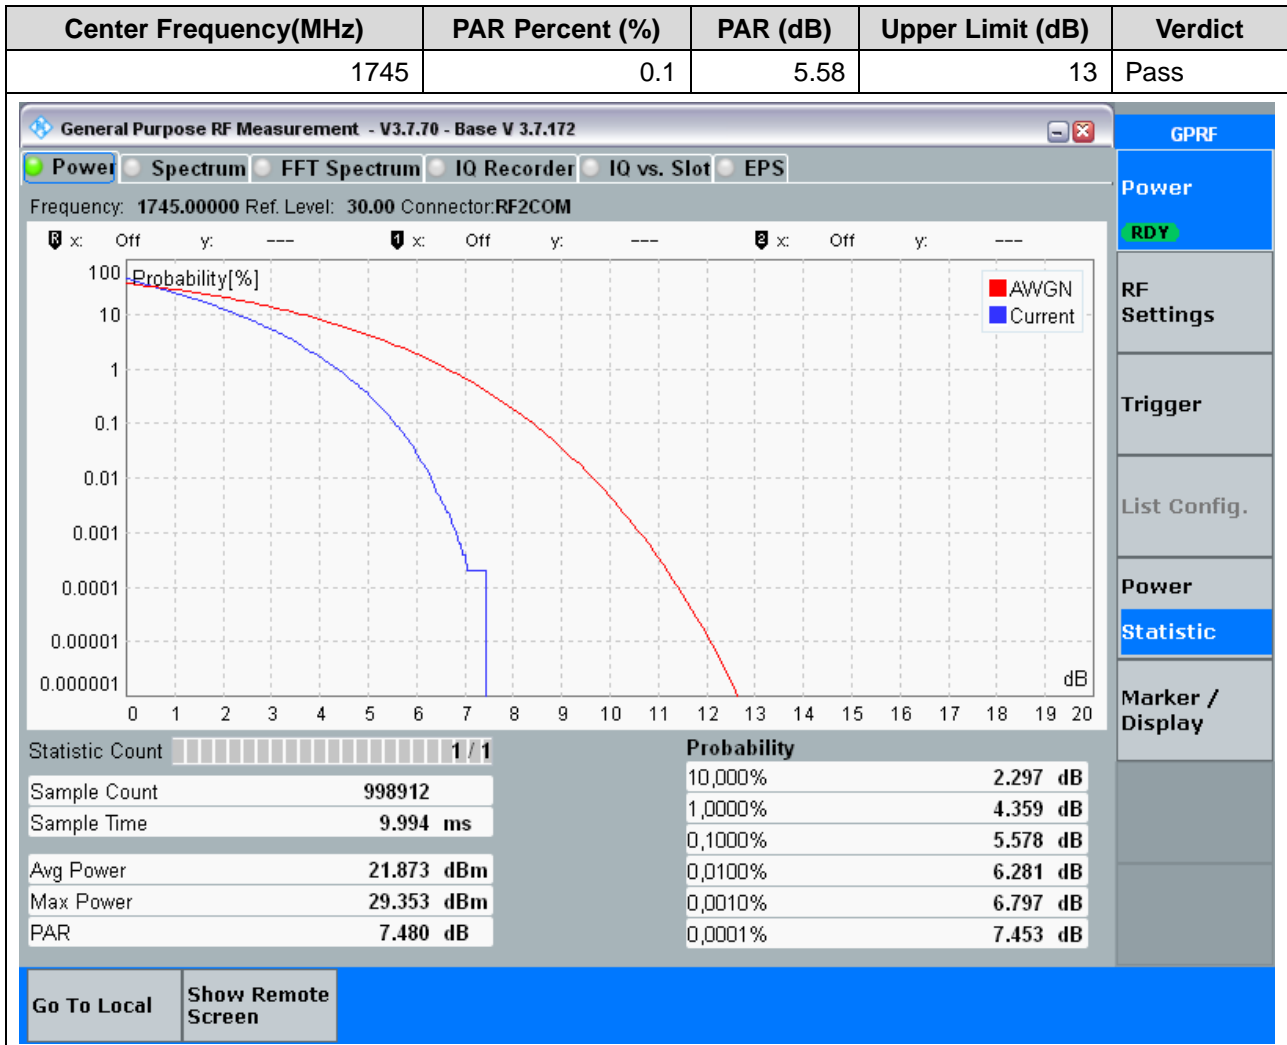 Center Frequency(MHz) PAR Percent (%) PAR (dB) Upper Limit (dB) Verdict
1745 0.1 5.58 13 Pass
General Purpose RF Measurement - V3.7.70 - Base V 3.7.172
GPRF
Power Spectrum FFT Spectrum IQ Recorder IQ vs. Slot EPS
Power
RDY
Frequency: 1745.00000 Ref. Level: 30.00 Connector:RF2COM
R x: Off y: --- 1 x: Off y: --- 2 x: Off y: ---
Probability[%]
100
10
1
0.1
0.01
0.001
0.0001
0.00001
0.000001
AWGN
Current
dB
0 1 2 3 4 5 6 7 8 9 10 11 12 13 14 15 16 17 18 19 20
RF
Settings
Trigger
List Config.
Power
Statistic
Marker /
Display
Statistic Count 1 / 1
Sample Count 998912
Sample Time 9.994 ms
Avg Power 21.873 dBm
Max Power 29.353 dBm
PAR 7.480 dB
Probability
10,000% 2.297 dB
1,0000% 4.359 dB
0,1000% 5.578 dB
0,0100% 6.281 dB
0,0010% 6.797 dB
0,0001% 7.453 dB
Go To Local
Show Remote
Screen